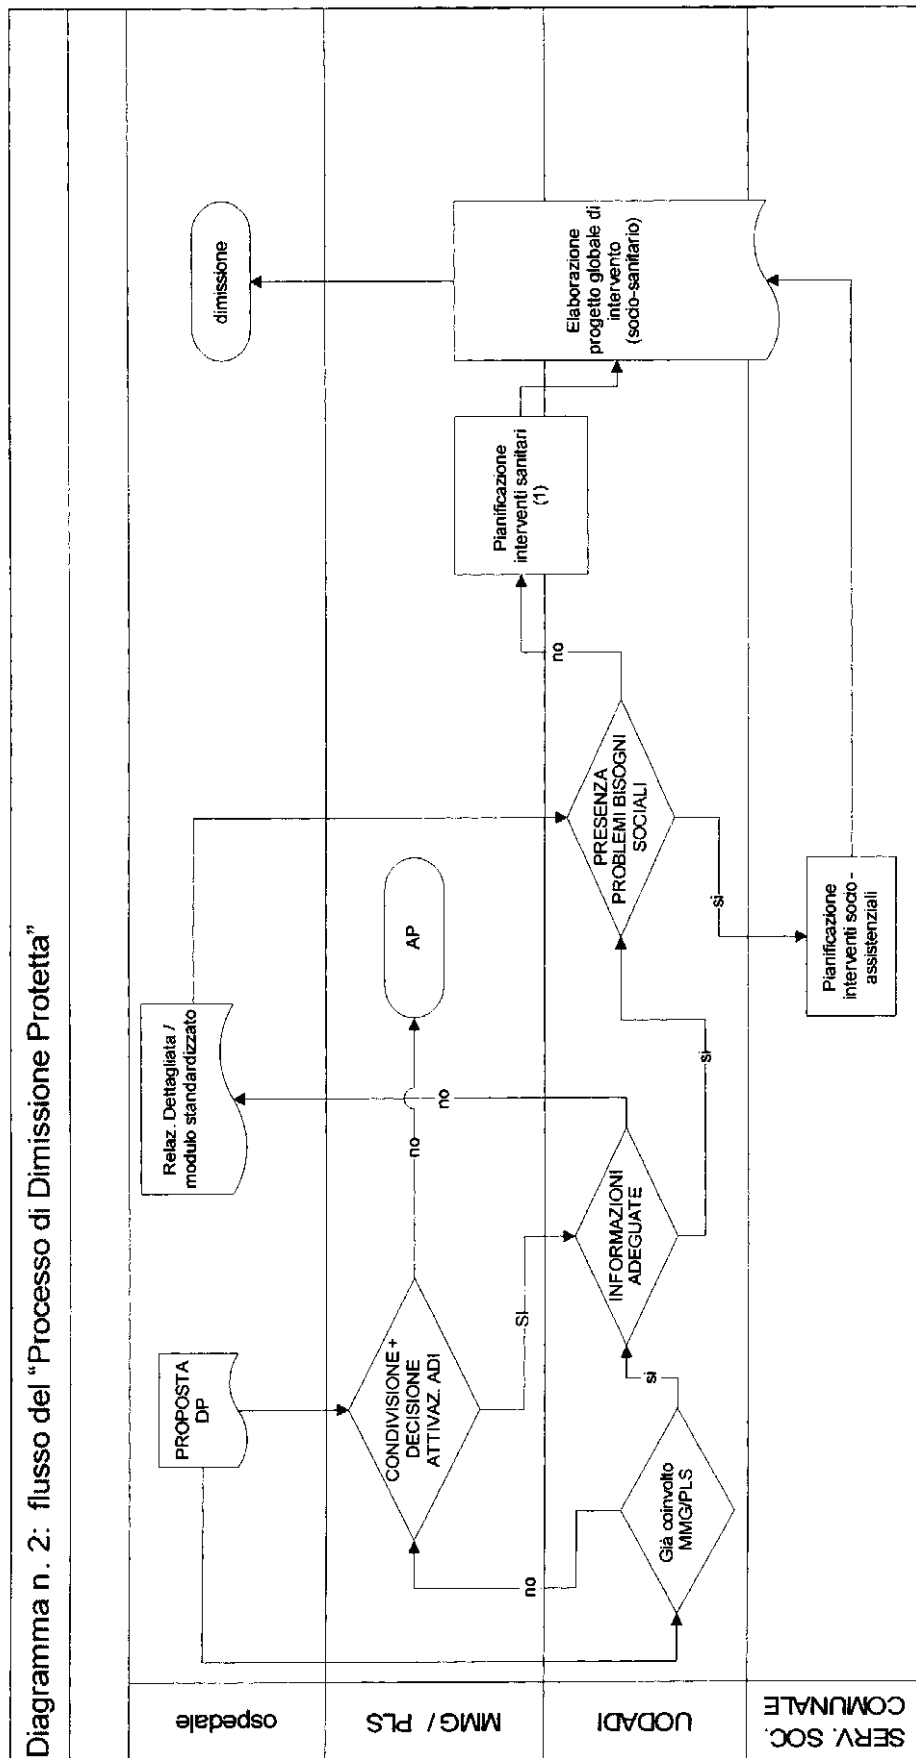 Diagramma n. 2: flusso del "Processo di Dimissione Protetta"
ospedale
PROPOSTA
DP
Relaz. Dettagliata /
modulo standardizzato
dimissione
MMG / PLS
CONDIVISIONE +
DECISIONE
ATTIVAZ. ADI
no
AP
no
SI
no
Pianificazione
interventi sanitari
(1)
Elaborazione
progetto globale di
intervento
(socio-sanitario)
UODADI
Già coinvolto
MMG/PLS
si
INFORMAZIONI
ADEGUATE
si
PRESENZA
PROBLEMI BISOGNI
SOCIALI
no
si
SERV. SOC.
COMUNALE
Pianificazione
interventi socio -
assistenziali